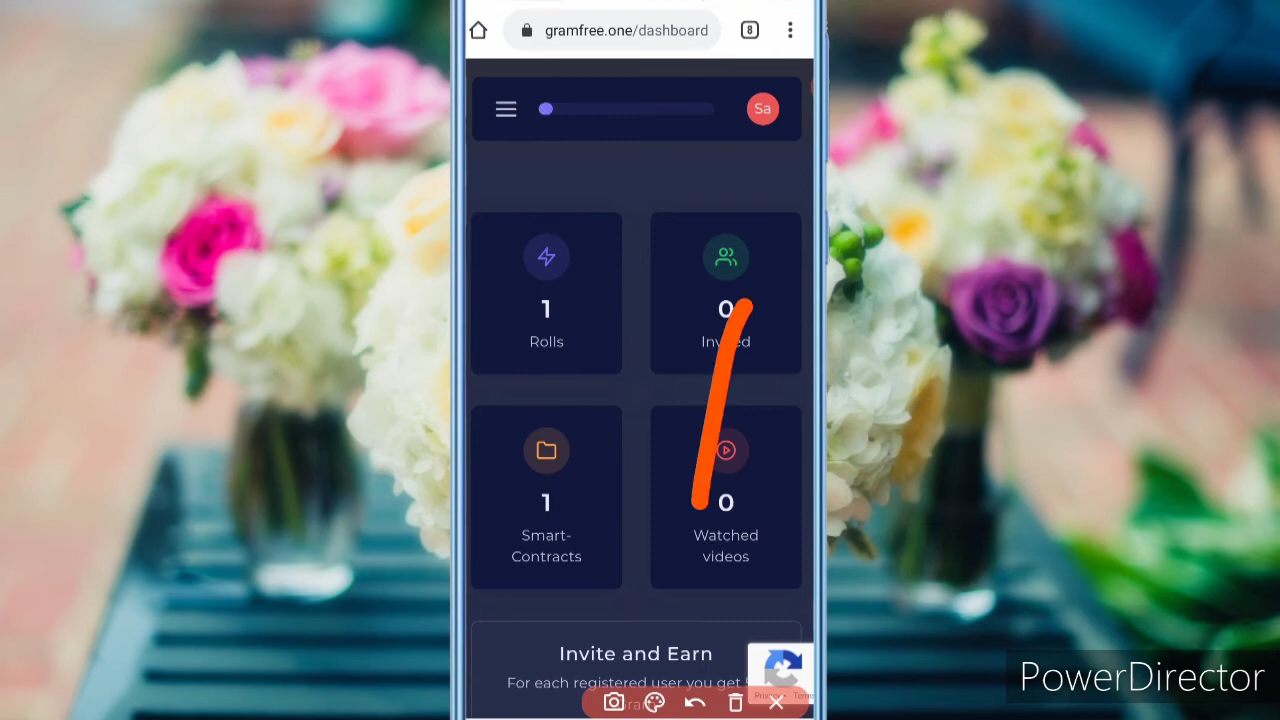 gramfree.one/dashboard
8
Sa
1
Rolls
0
1
Smart-
Contracts
0
Watched
videos
Invite and Earn
For each registered user you get
PowerDirector